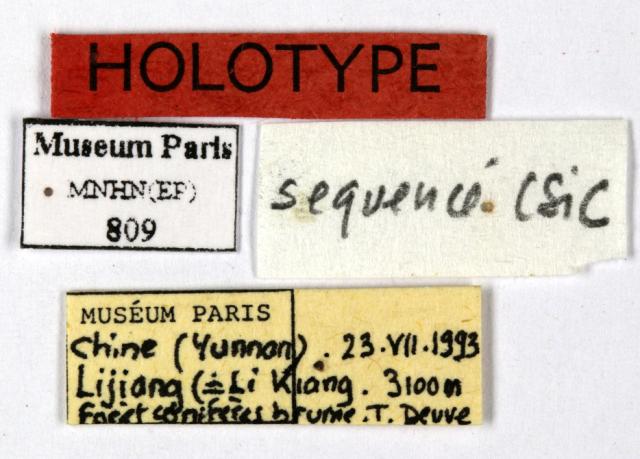 HOLOTYPE
Museum Paris
MNHN(EP)
809
sequencé CSiC
MUSÉUM PARIS
Chine (Yunnan). 23.VII.1993
Lijiang (=Li Kiang. 3100m
Forêt conifères brume. T. Deuve